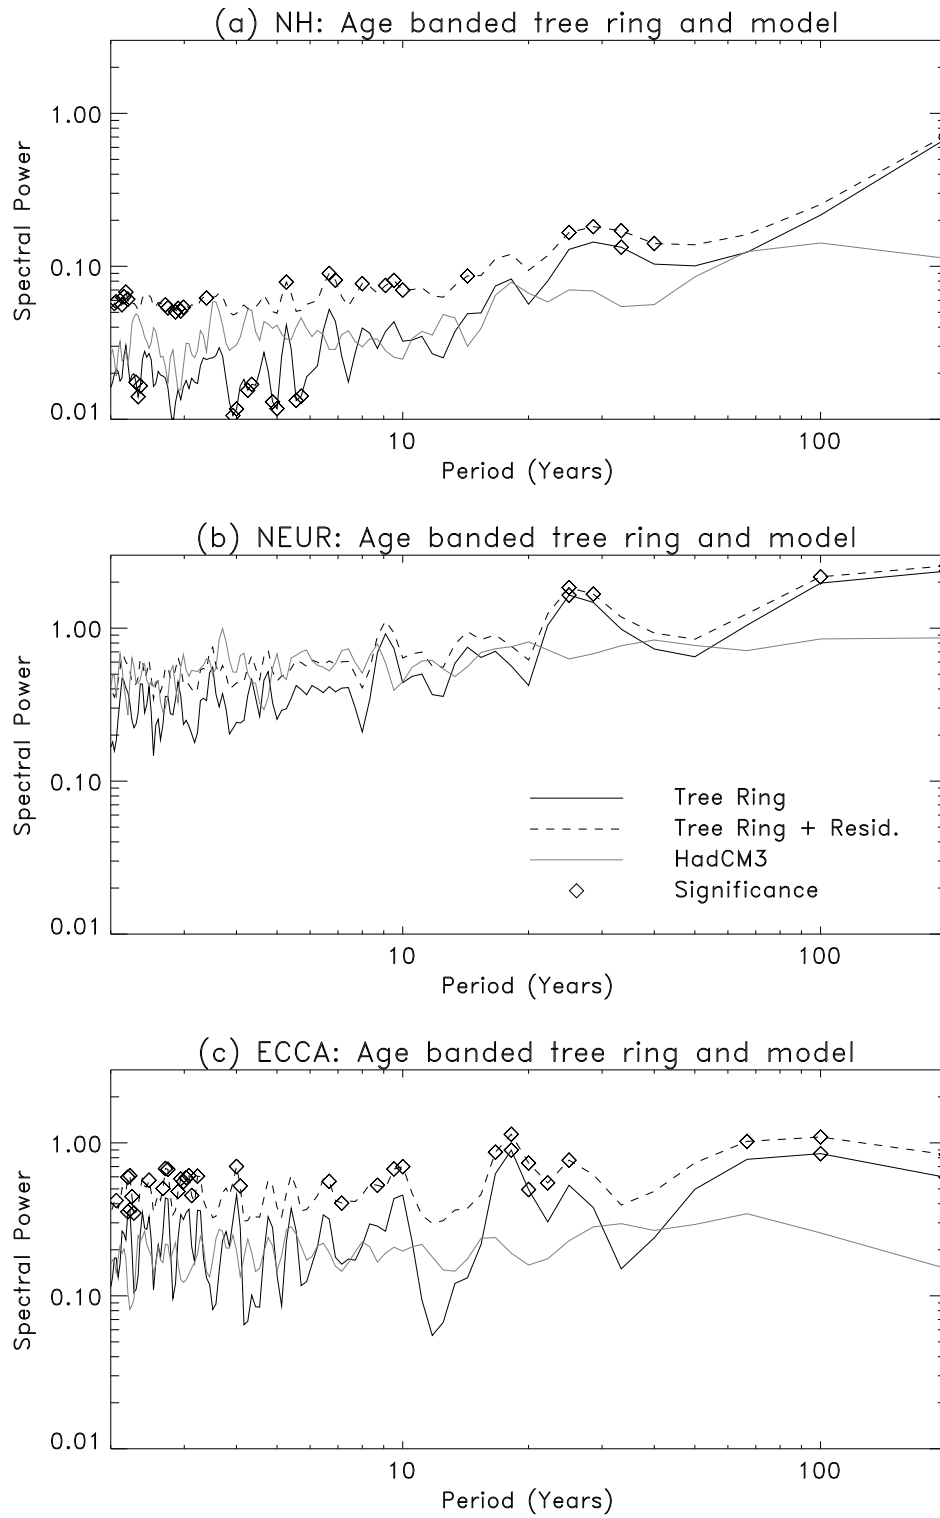 (a) NH: Age banded tree ring and model
Spectral Power
1.00
0.10
0.01
10
100
Period (Years)
(b) NEUR: Age banded tree ring and model
Spectral Power
1.00
0.10
0.01
Tree Ring
Tree Ring + Resid.
HadCM3
Significance
10
100
Period (Years)
(c) ECCA: Age banded tree ring and model
Spectral Power
1.00
0.10
0.01
10
100
Period (Years)